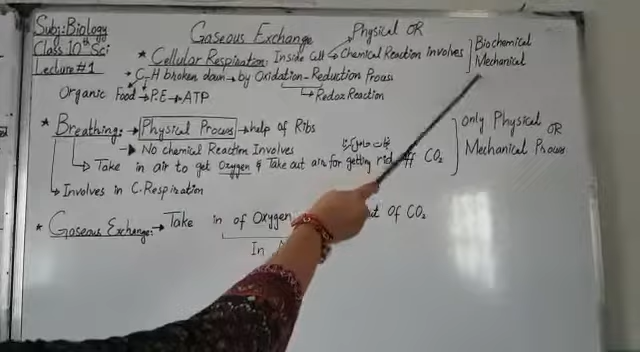 Subj:Biology
Class 10th Sci
Lecture #1
Gaseous Exchange
Physical OR
* Cellular Respiration: Inside Cell → Chemical Reaction Involves
Biochemical
Mechanical
→ C-H broken down → by Oxidation-Reduction Process
Organic Food → P.E → ATP
→ Redox Reaction
* Breathing: → Physical Process → help of Ribs
only Physical OR
Mechanical Process
→ No chemical Reaction Involves
→ Take in air to get Oxygen & Take out air for getting rid of CO₂
→ Involves in C.Respiration
* Gaseous Exchange: → Take in of Oxygen out of CO₂
In